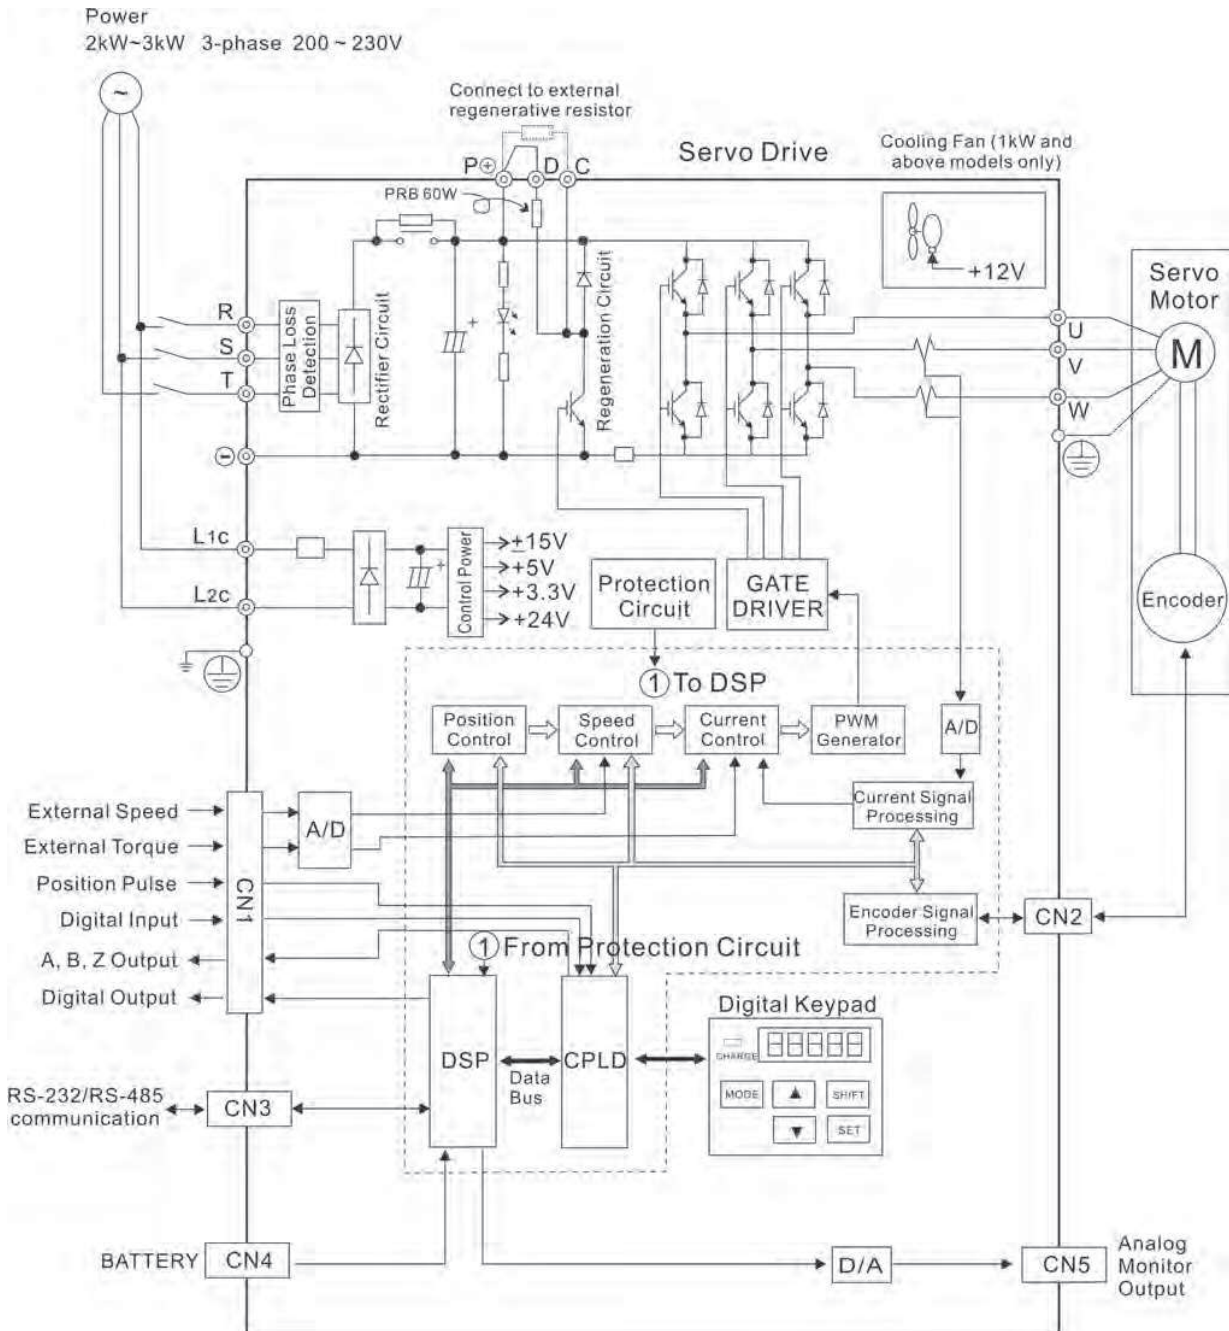 Power
2kW~3kW 3-phase 200 ~ 230V
~
Connect to external
regenerative resistor
Servo Drive
Cooling Fan (1kW and
above models only)
P⊕
D
C
PRB 60W
+12V
Servo
Motor
R
S
T
Phase Loss
Detection
Rectifier Circuit
+
Regeneration Circuit
U
V
W
M
⊖
L1c
L2c
+
Control Power
±15V
+5V
+3.3V
+24V
Protection
Circuit
GATE
DRIVER
Encoder
1 To DSP
Position
Control
Speed
Control
Current
Control
PWM
Generator
A/D
Current Signal
Processing
External Speed
External Torque
Position Pulse
Digital Input
A, B, Z Output
Digital Output
CN1
A/D
Encoder Signal
Processing
CN2
1 From Protection Circuit
DSP
Data
Bus
CPLD
Digital Keypad
CHARGE
88888
MODE
▲
SHIFT
▼
SET
RS-232/RS-485
communication
CN3
BATTERY
CN4
D/A
CN5
Analog
Monitor
Output